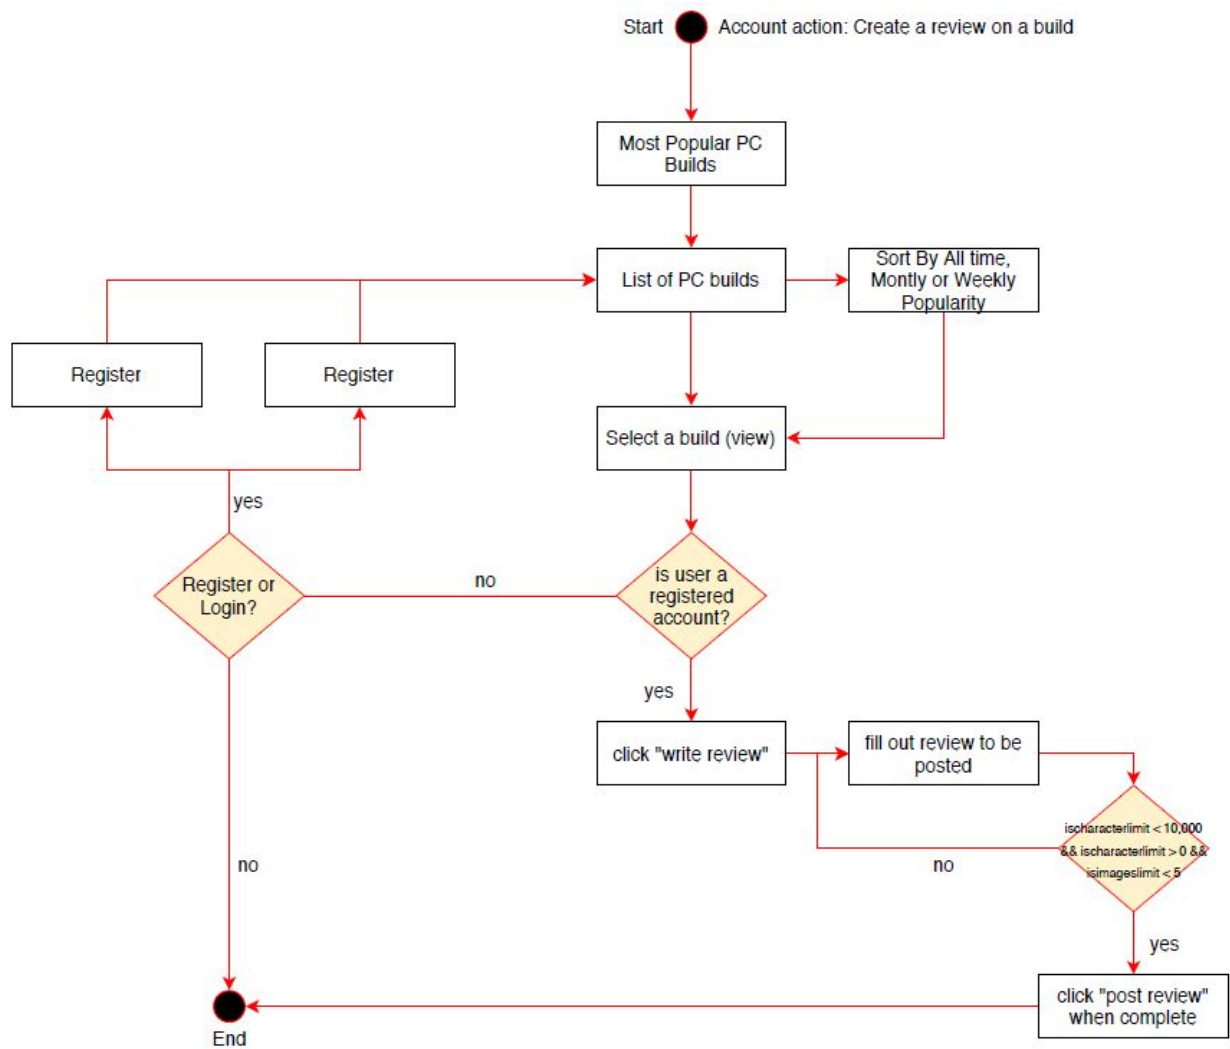 Start
Account action: Create a review on a build
Most Popular PC
Builds
List of PC builds
Sort By All time,
Montly or Weekly
Popularity
Register
Register
Select a build (view)
yes
Register or
Login?
no
is user a
registered
account?
yes
click "write review"
fill out review to be
posted
ischaracterlimit < 10,000
&& ischaracterlimit > 0 &&
isimageslimit < 5
no
no
yes
click "post review"
when complete
End